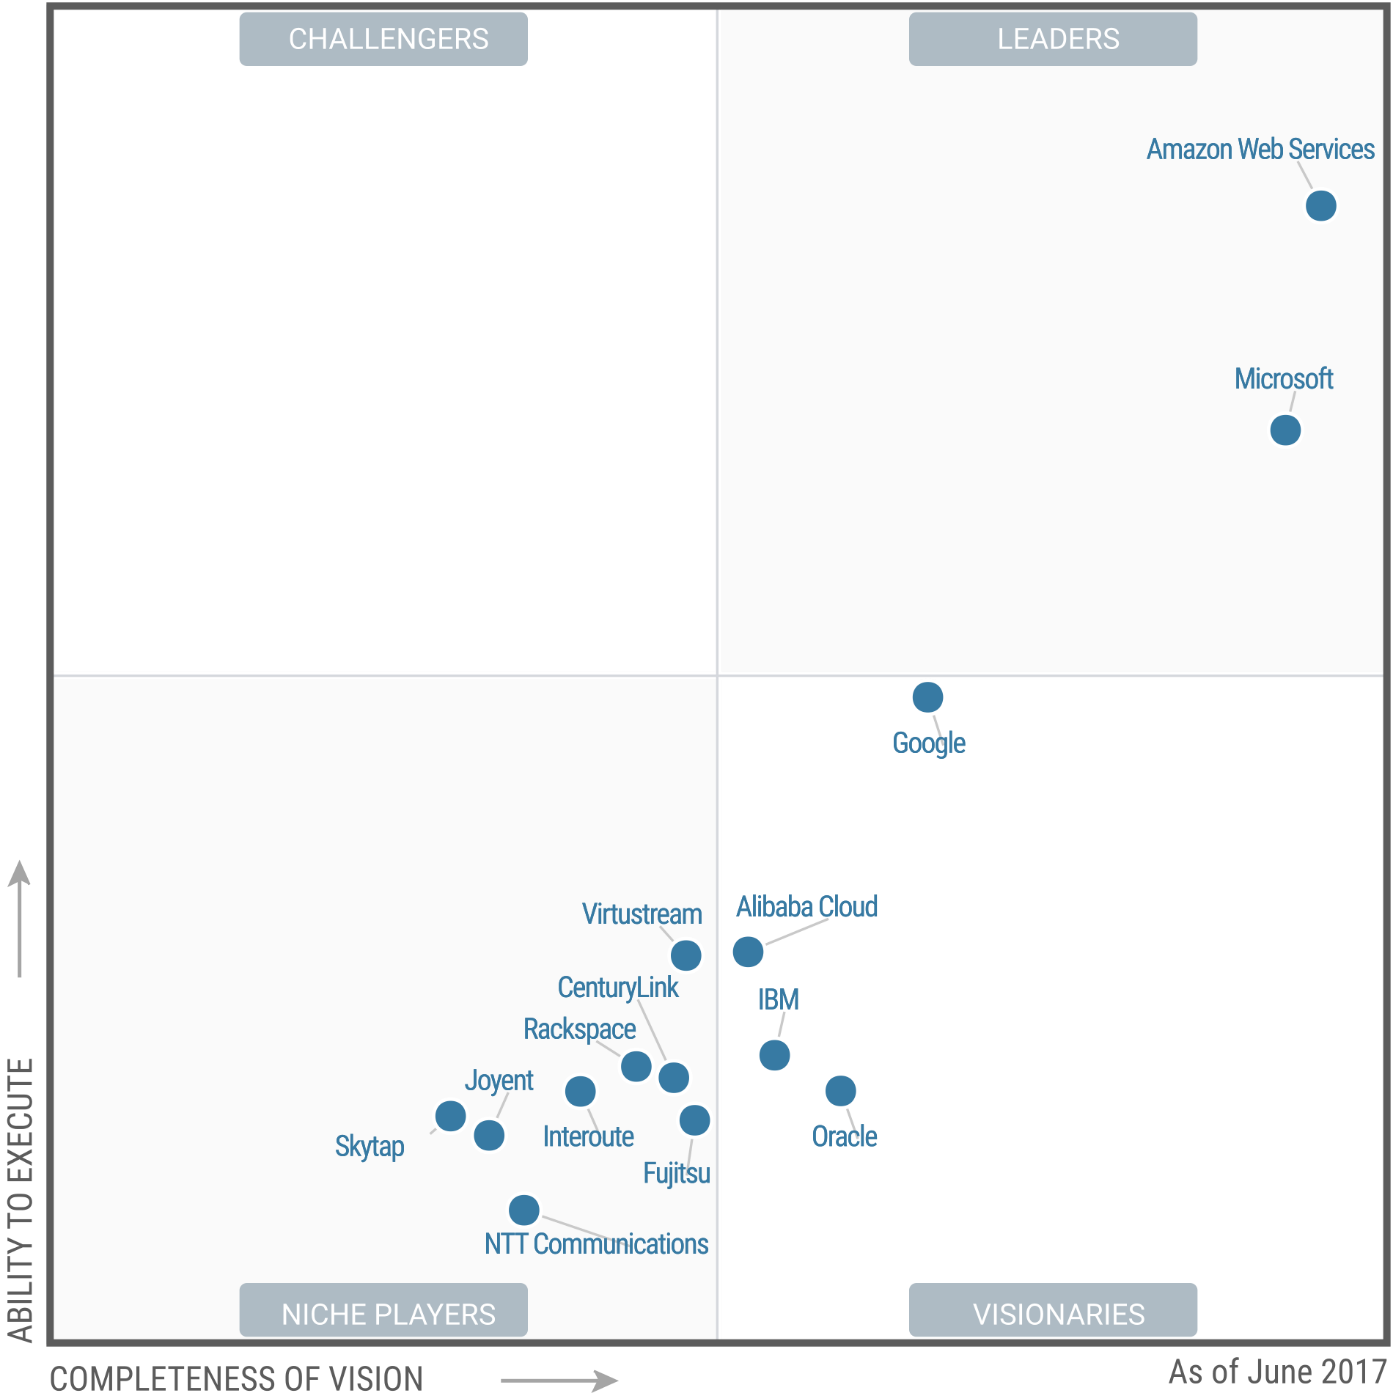 CHALLENGERS
LEADERS
Amazon Web Services
Microsoft
Google
Virtustream
Alibaba Cloud
CenturyLink
IBM
Rackspace
Joyent
Skytap
Interoute
Oracle
Fujitsu
NTT Communications
NICHE PLAYERS
VISIONARIES
ABILITY TO EXECUTE
COMPLETENESS OF VISION
As of June 2017